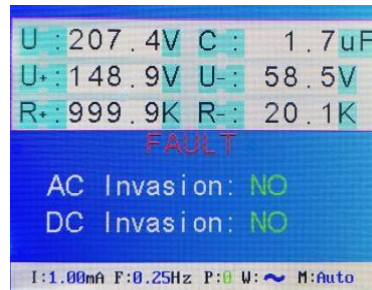 U :207.4V C : 1.7uF
U+:148.9V U-: 58.5V
R+:999.9K R-: 20.1K
FAULT
AC Invasion: NO
DC Invasion: NO
I:1.00mA F:0.25Hz P:0 W:~ M:Auto